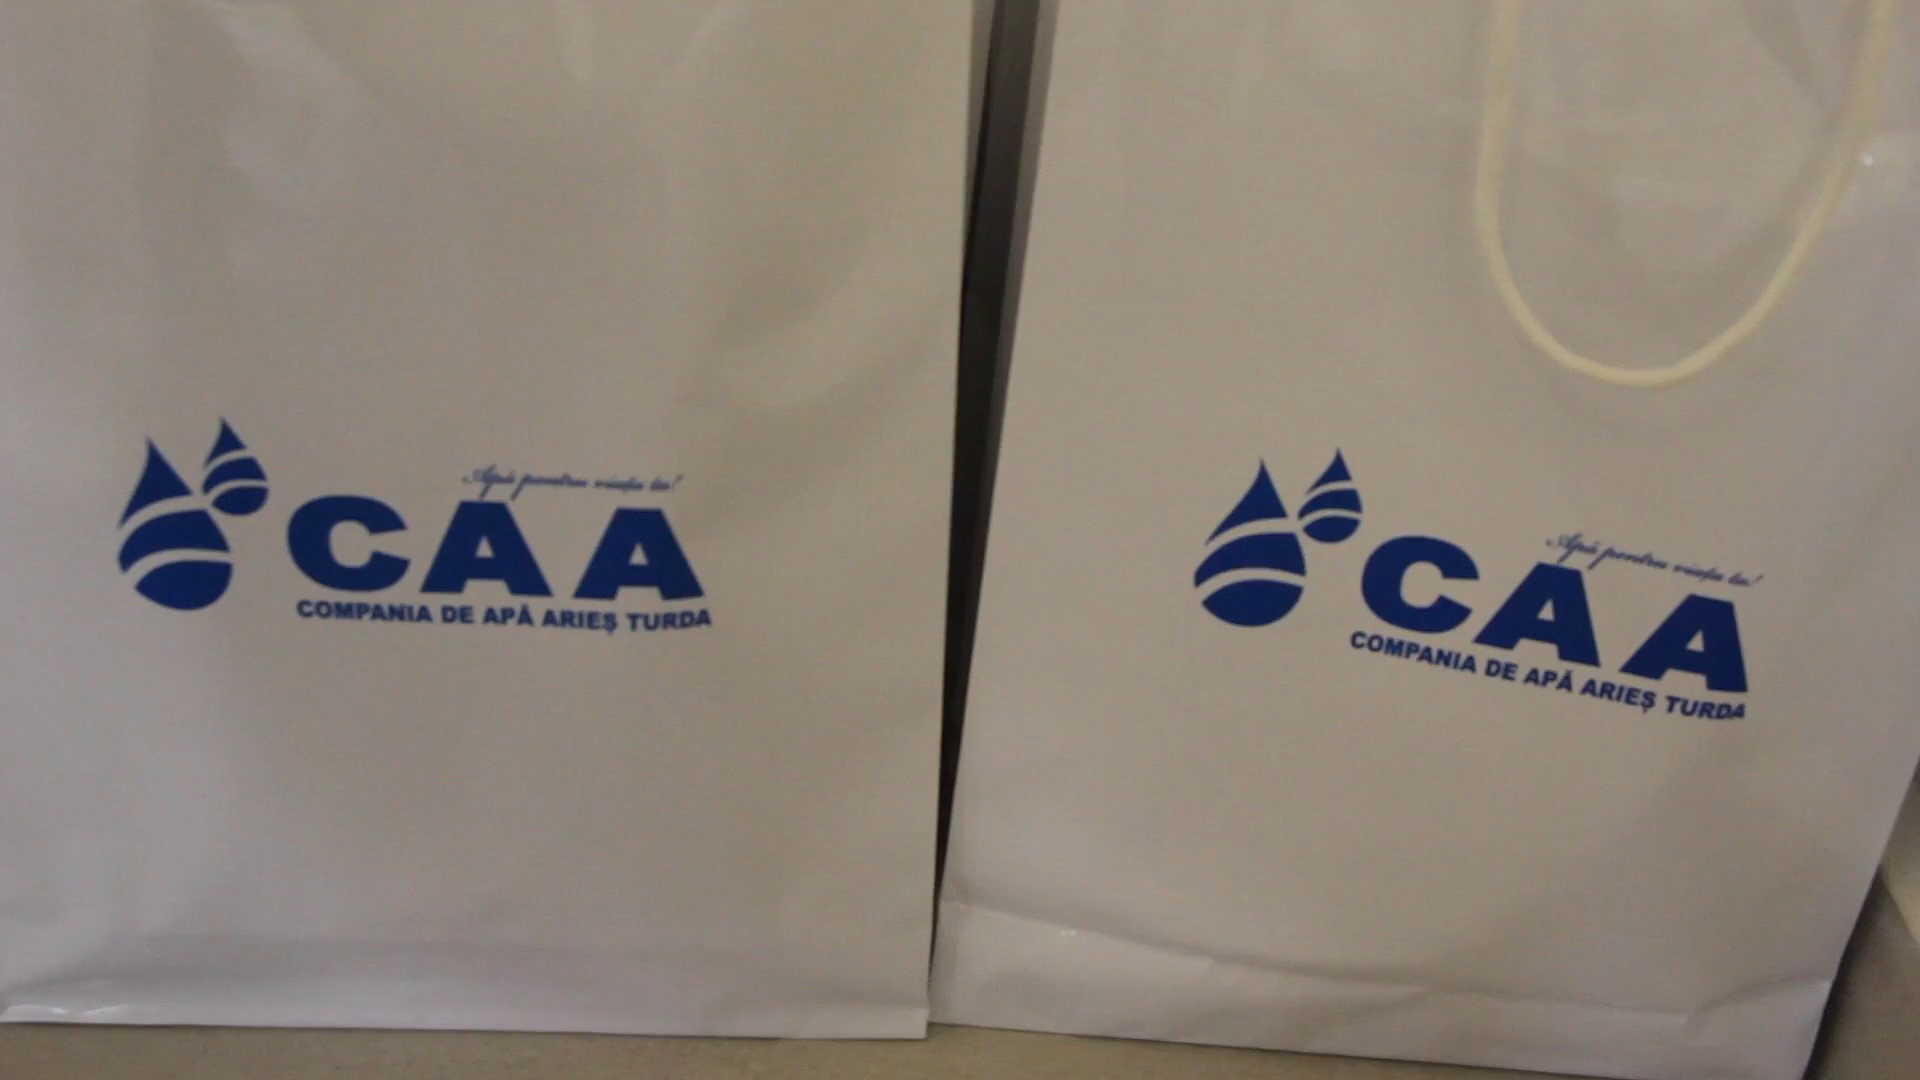 Apă pentru viața ta!
CAA
COMPANIA DE APĂ ARIEȘ TURDA
Apă pentru viața ta!
CAA
COMPANIA DE APĂ ARIEȘ TURDA